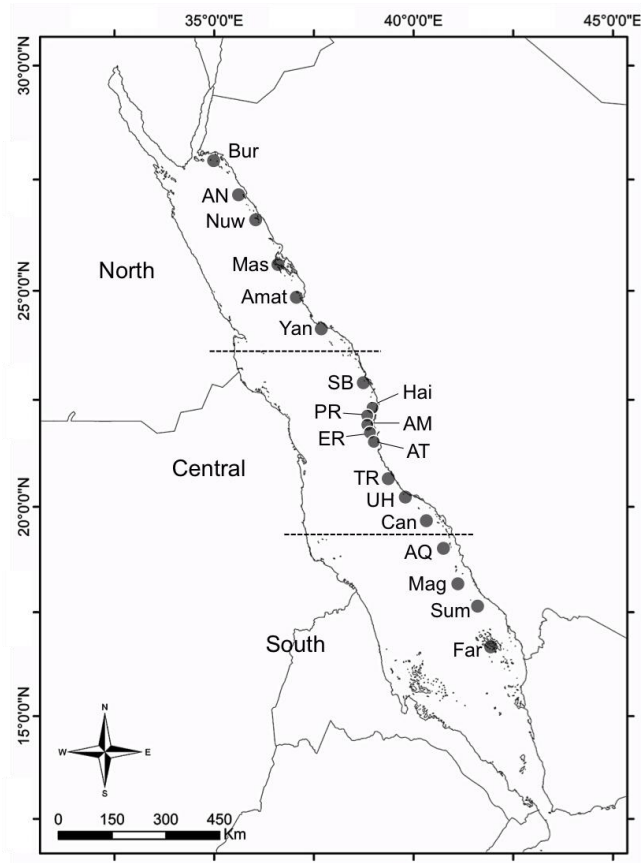 35°0'0"E
40°0'0"E
45°0'0"E
30°0'0"N
Bur
AN
Nuw
North
Mas
25°0'0"N
Amat
Yan
SB
Hai
PR
AM
ER
AT
Central
TR
UH
20°0'0"N
Can
AQ
Mag
Sum
South
Far
15°0'0"N
N
W
E
S
0 150 300 450
Km